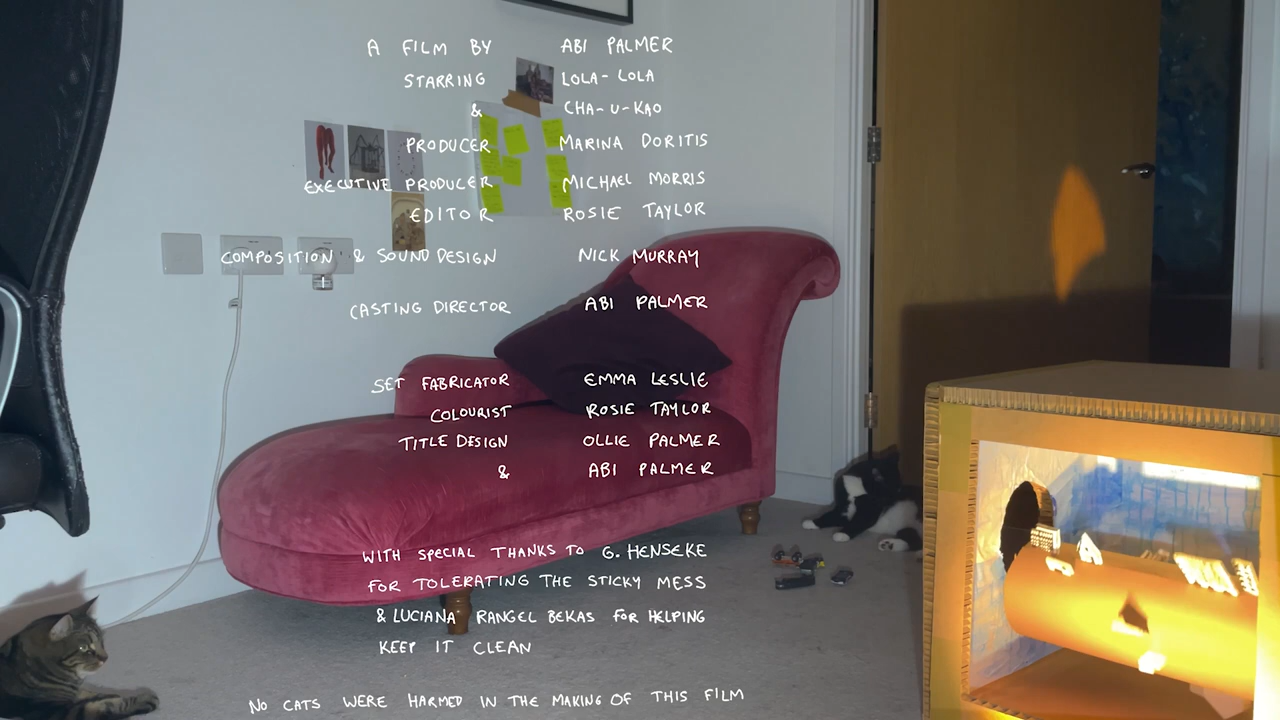 A FILM BY ABI PALMER
STARRING LOLA-LOLA
& CHA-U-KAO
PRODUCER MARINA DORITIS
EXECUTIVE PRODUCER MICHAEL MORRIS
EDITOR ROSIE TAYLOR
COMPOSITION & SOUND DESIGN NICK MURRAY
CASTING DIRECTOR ABI PALMER
SET FABRICATOR EMMA LESLIE
COLOURIST ROSIE TAYLOR
TITLE DESIGN OLLIE PALMER
& ABI PALMER
WITH SPECIAL THANKS TO G. HENSEKE
FOR TOLERATING THE STICKY MESS
& LUCIANA RANGEL BEKAS FOR HELPING
KEEP IT CLEAN
NO CATS WERE HARMED IN THE MAKING OF THIS FILM